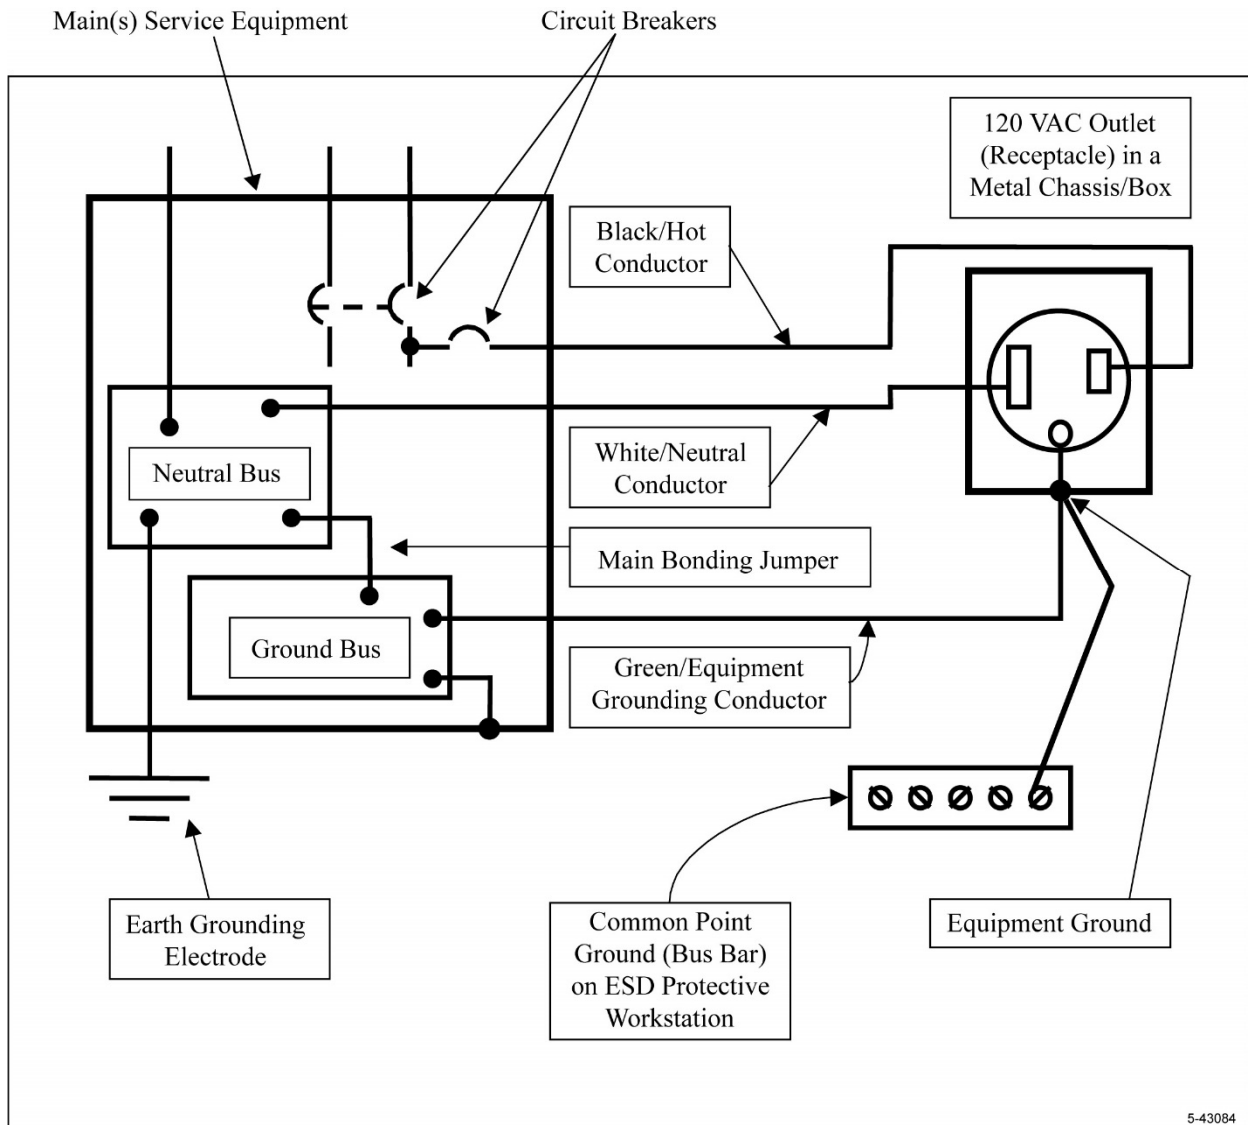 Main(s) Service Equipment
Circuit Breakers
120 VAC Outlet
(Receptacle) in a
Metal Chassis/Box
Black/Hot
Conductor
White/Neutral
Conductor
Neutral Bus
Main Bonding Jumper
Ground Bus
Green/Equipment
Grounding Conductor
Earth Grounding
Electrode
Common Point
Ground (Bus Bar)
on ESD Protective
Workstation
Equipment Ground
5-43084